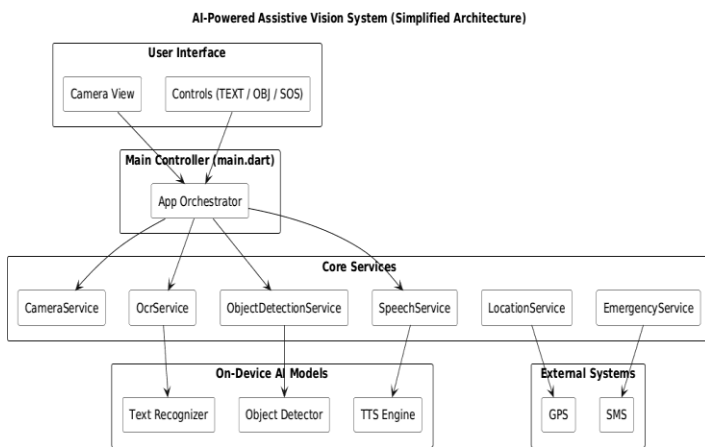 AI-Powered Assistive Vision System (Simplified Architecture)
User Interface
Camera View
Controls (TEXT / OBJ / SOS)
Main Controller (main.dart)
App Orchestrator
Core Services
CameraService
OcrService
ObjectDetectionService
SpeechService
LocationService
EmergencyService
On-Device AI Models
Text Recognizer
Object Detector
TTS Engine
External Systems
GPS
SMS